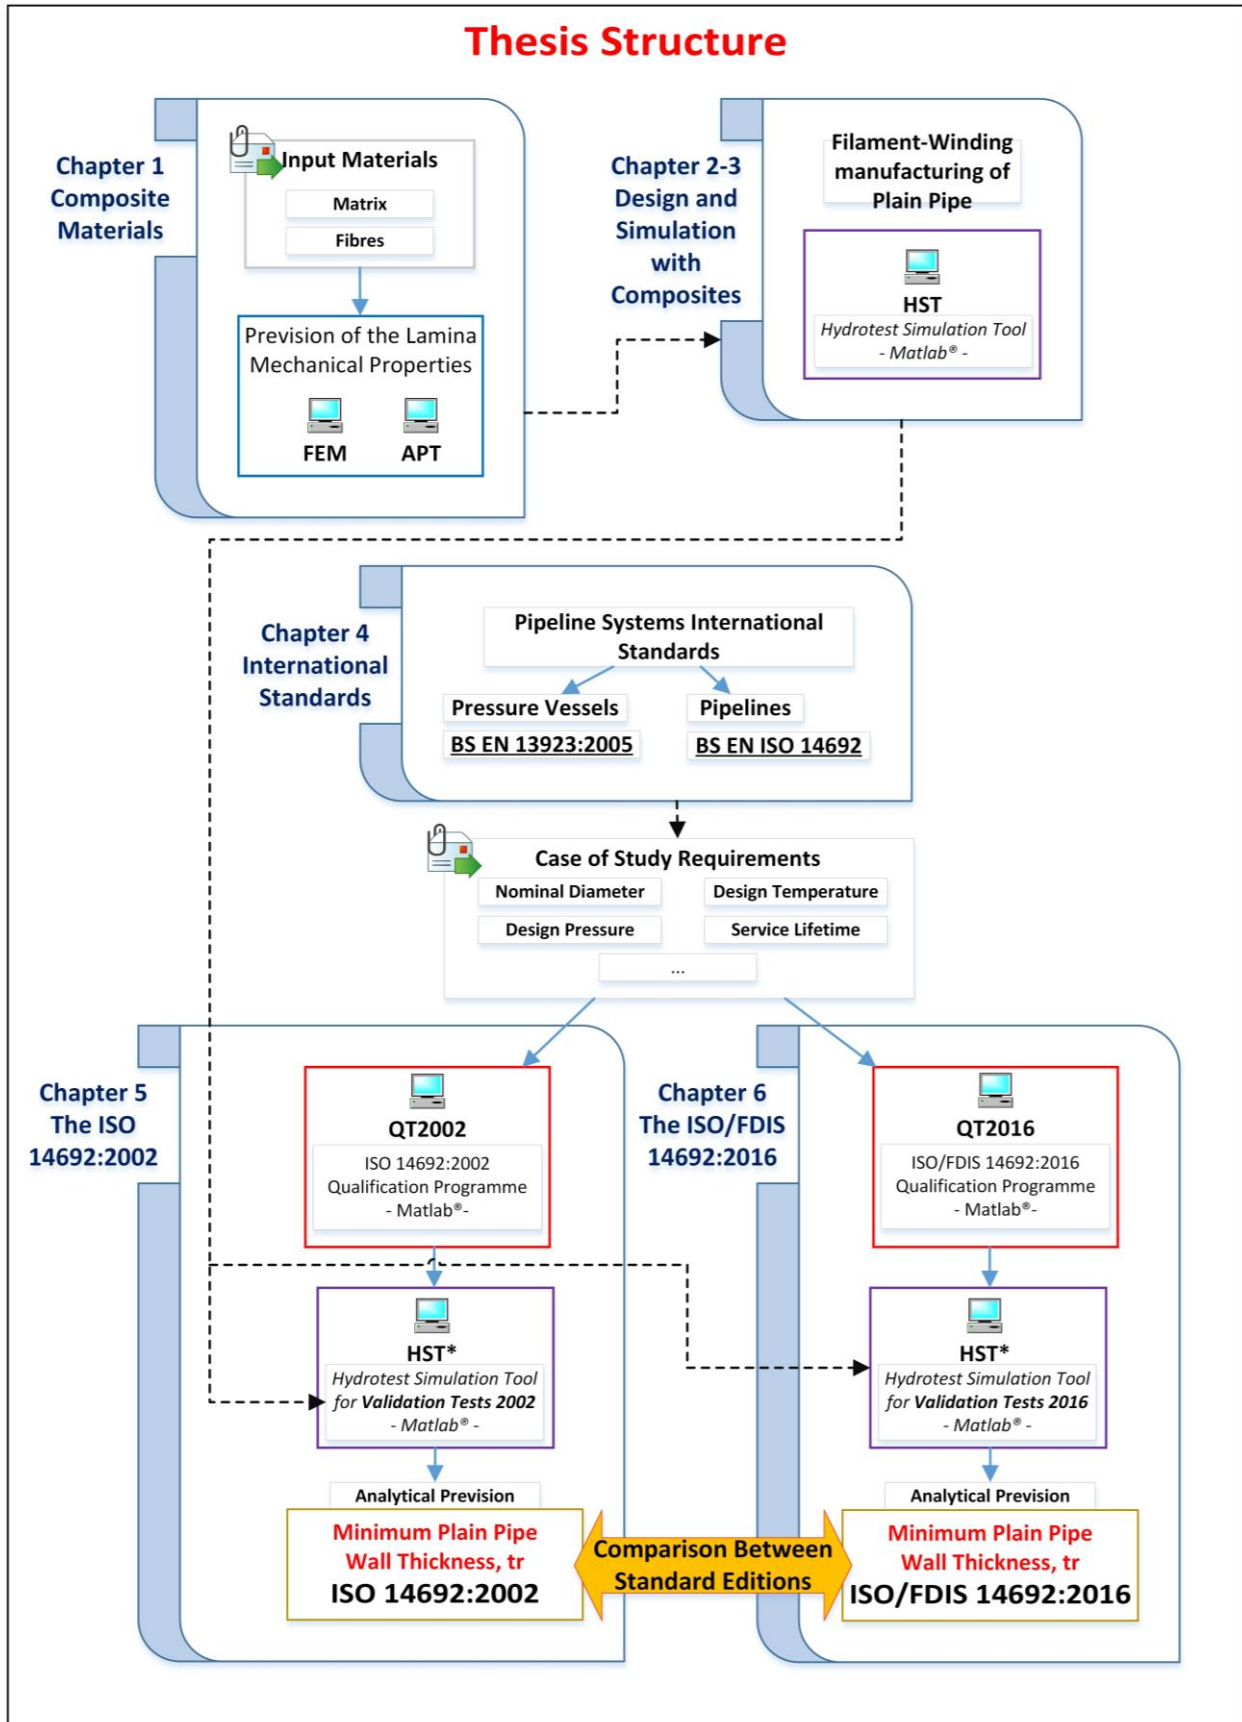 Thesis Structure
Chapter 1
Composite
Materials
Input Materials
Matrix
Fibres
Prevision of the Lamina
Mechanical Properties
FEM
APT
Chapter 2-3
Design and
Simulation
with
Composites
Filament-Winding
manufacturing of
Plain Pipe
HST
Hydrotest Simulation Tool
- Matlab® -
Chapter 4
International
Standards
Pipeline Systems International
Standards
Pressure Vessels
BS EN 13923:2005
Pipelines
BS EN ISO 14692
Case of Study Requirements
Nominal Diameter
Design Temperature
Design Pressure
Service Lifetime
...
Chapter 5
The ISO
14692:2002
QT2002
ISO 14692:2002
Qualification Programme
- Matlab®-
HST*
Hydrotest Simulation Tool
for Validation Tests 2002
- Matlab® -
Analytical Prevision
Minimum Plain Pipe
Wall Thickness, tr
ISO 14692:2002
Comparison Between
Standard Editions
Chapter 6
The ISO/FDIS
14692:2016
QT2016
ISO/FDIS 14692:2016
Qualification Programme
- Matlab®-
HST*
Hydrotest Simulation Tool
for Validation Tests 2016
- Matlab® -
Analytical Prevision
Minimum Plain Pipe
Wall Thickness, tr
ISO/FDIS 14692:2016